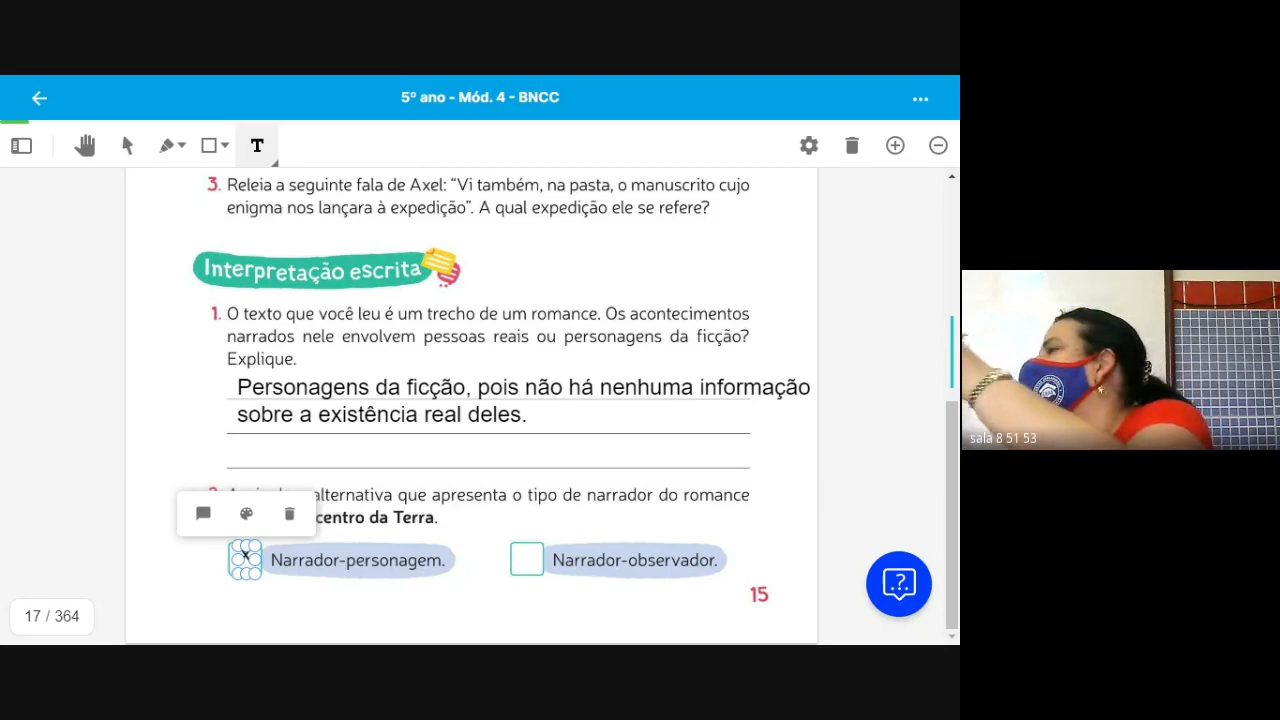 5º ano - Mód. 4 - BNCC
T
3. Releia a seguinte fala de Axel: “Vi também, na pasta, o manuscrito cujo
enigma nos lançara à expedição”. A qual expedição ele se refere?
Interpretação escrita
1. O texto que você leu é um trecho de um romance. Os acontecimentos
narrados nele envolvem pessoas reais ou personagens da ficção?
Explique.
Personagens da ficção, pois não há nenhuma informação
sobre a existência real deles.
alternativa que apresenta o tipo de narrador do romance
centro da Terra.
x Narrador-personagem. Narrador-observador.
15
17 / 364
sala 8 51 53